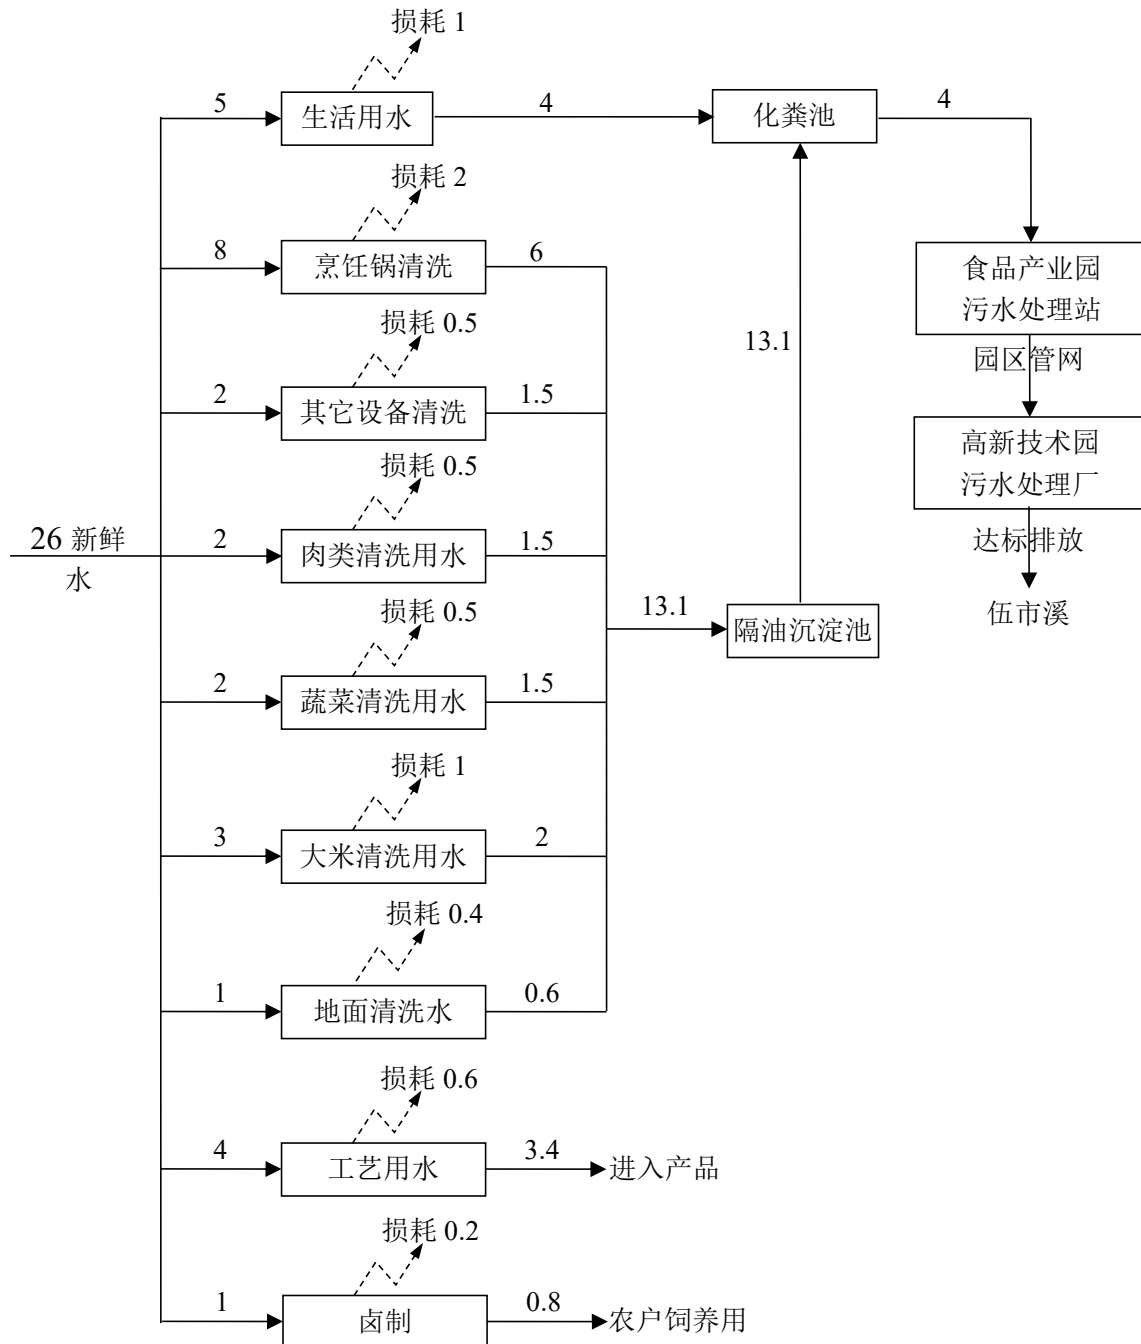 损耗 1
5
生活用水
4
化粪池
4
损耗 2
8
烹饪锅清洗
6
食品产业园
污水处理站
损耗 0.5
13.1
园区管网
2
其它设备清洗
1.5
高新技术园
污水处理厂
损耗 0.5
26 新鲜
水
2
肉类清洗用水
1.5
达标排放
损耗 0.5
13.1
隔油沉淀池
伍市溪
2
蔬菜清洗用水
1.5
损耗 1
3
大米清洗用水
2
损耗 0.4
1
地面清洗水
0.6
损耗 0.6
4
工艺用水
3.4
进入产品
损耗 0.2
1
卤制
0.8
农户饲养用